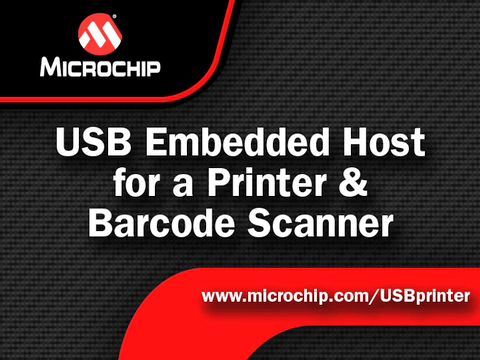 MICROCHIP
USB Embedded Host
for a Printer &
Barcode Scanner
www.microchip.com/USBprinter